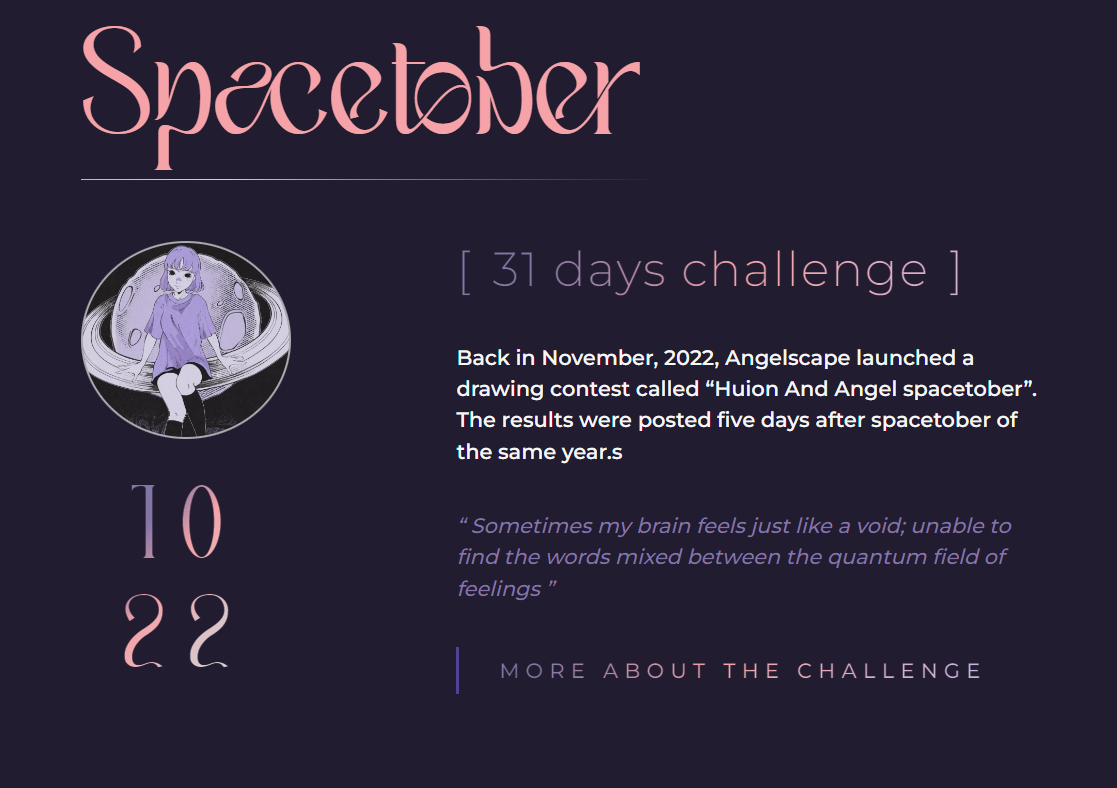 Spacetober
[ 31 days challenge ]
Back in November, 2022, Angelscape launched a
drawing contest called “Huion And Angel spacetober”.
The results were posted five days after spacetober of
the same year.s
10
22
“ Sometimes my brain feels just like a void; unable to
find the words mixed between the quantum field of
feelings ”
MORE ABOUT THE CHALLENGE